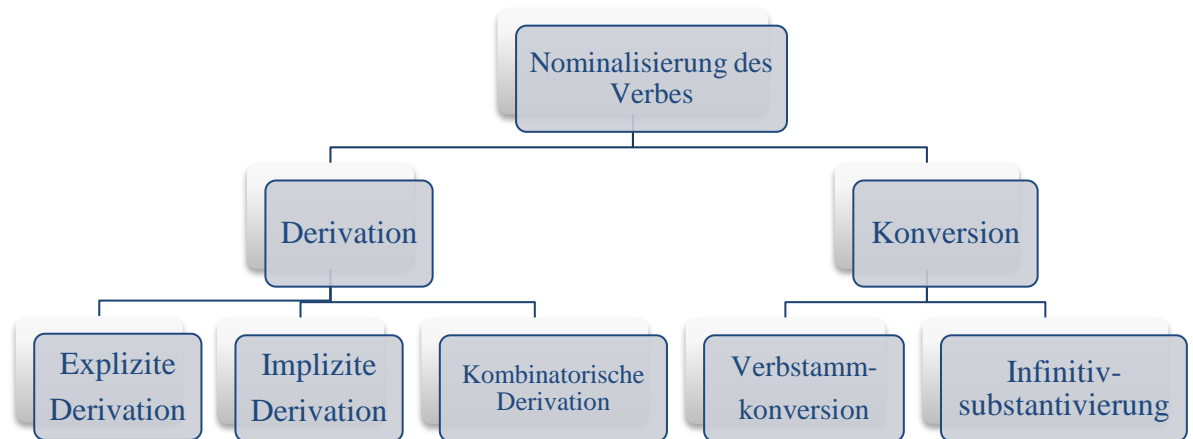 Nominalisierung des
Verbes
Derivation
Konversion
Explizite
Derivation
Implizite
Derivation
Kombinatorische
Derivation
Verbstamm-
konversion
Infinitiv-
substantivierung